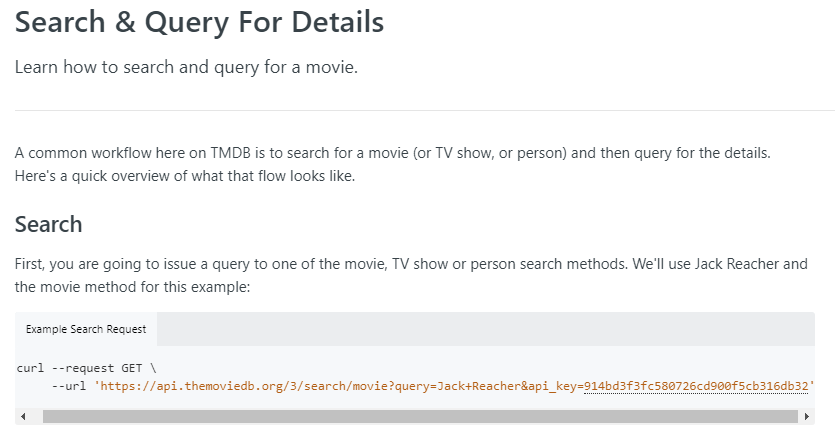 Search & Query For Details
Learn how to search and query for a movie.
A common workflow here on TMDB is to search for a movie (or TV show, or person) and then query for the details.
Here's a quick overview of what that flow looks like.
Search
First, you are going to issue a query to one of the movie, TV show or person search methods. We'll use Jack Reacher and
the movie method for this example:
Example Search Request
curl --request GET \
--url 'https://api.themoviedb.org/3/search/movie?query=Jack+Reacher&api_key=914bd3f3fc580726cd900f5cb316db32'